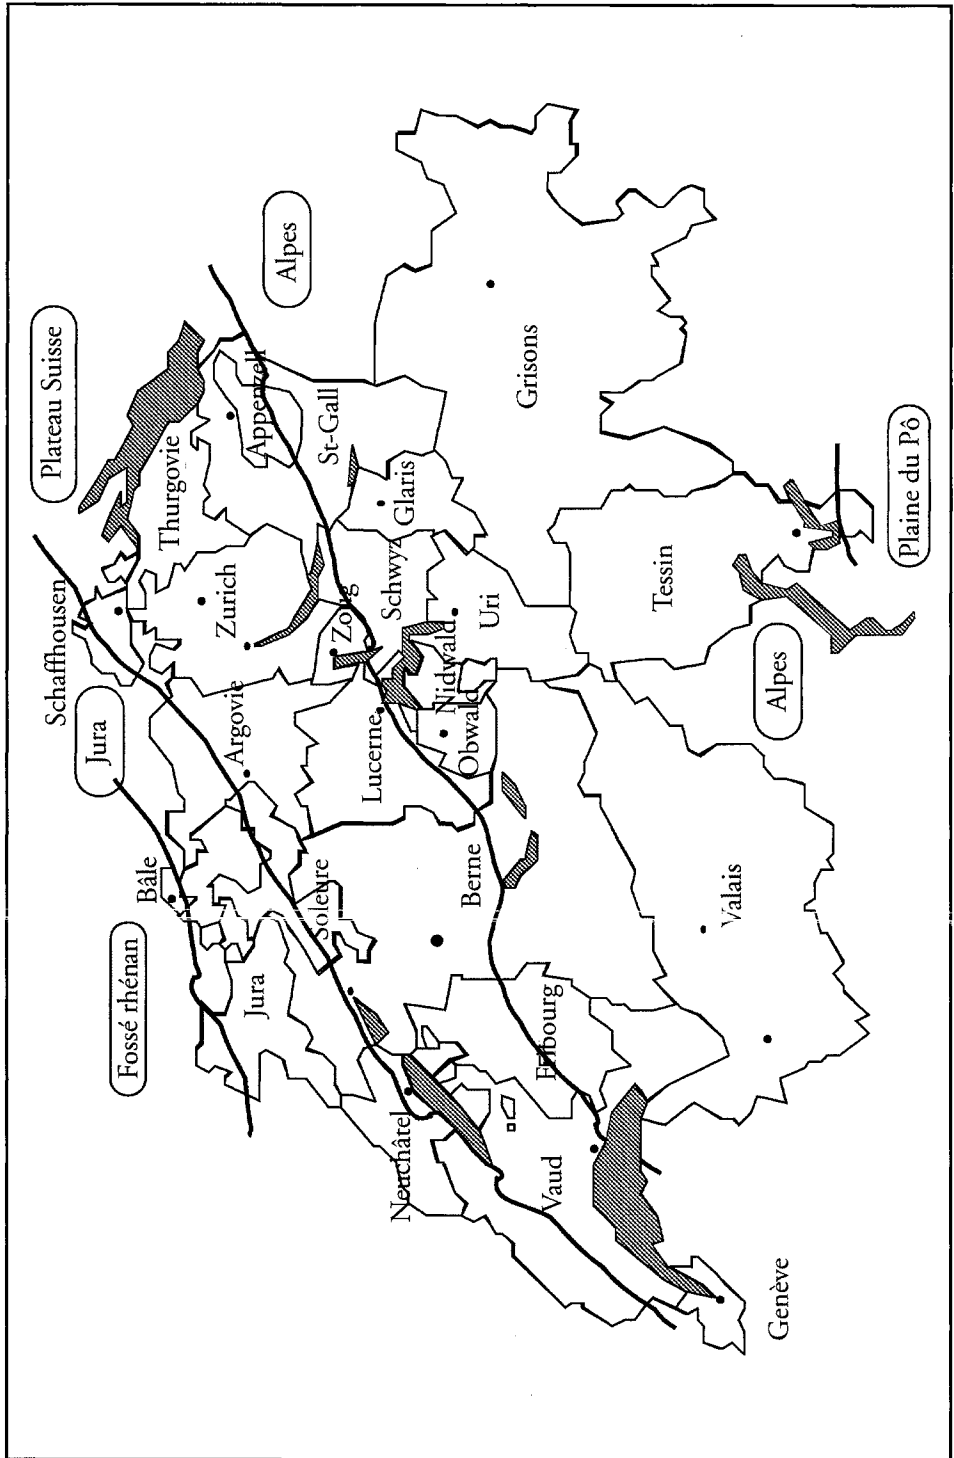 Schaffhousen
Plateau Suisse
Jura
Fossé rhénan
Bâle
Thurgovie
Alpes
Zurich
Argovie
Appenzell
Jura
Soleure
St-Gall
Zoug
Lucerne
Schwyz
Glaris
Neuchâtel
Nidwald
Obwald
Berne
Uri
Grisons
Fribourg
Vaud
Tessin
Valais
Alpes
Genève
Plaine du Pô